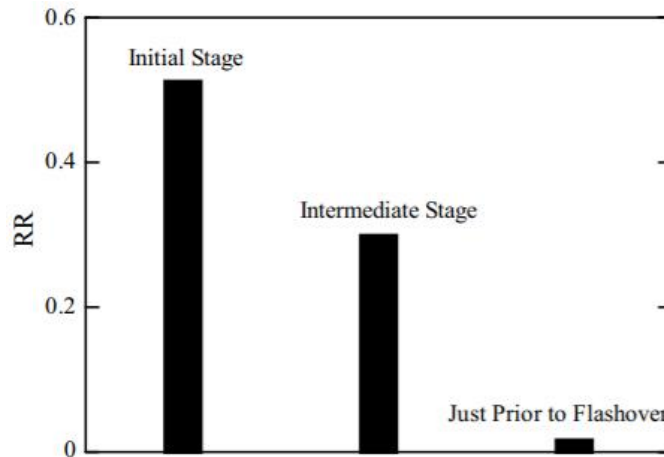 0.6
Initial Stage
0.4
Intermediate Stage
RR
0.2
Just Prior to Flashover
0